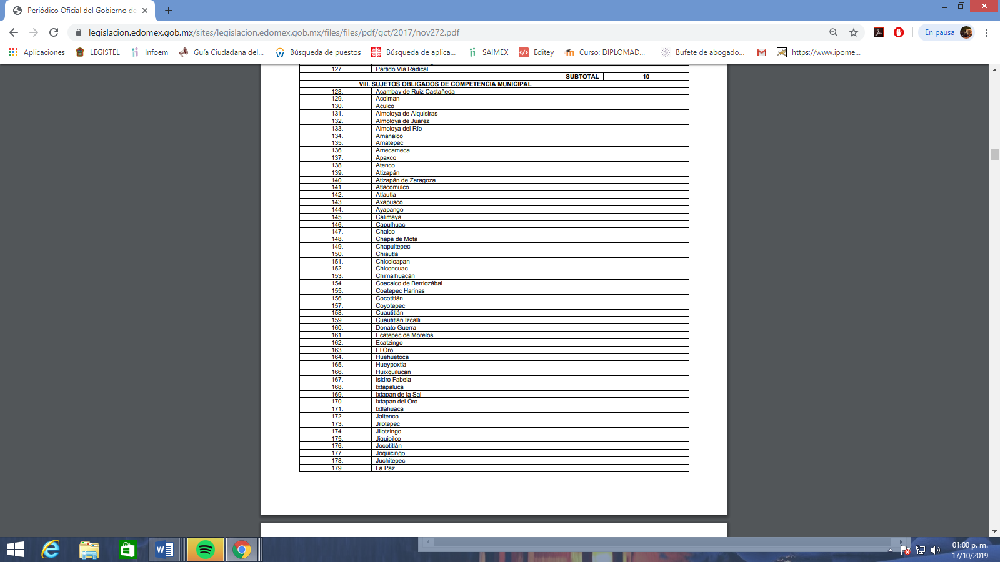 Periódico Oficial del Gobierno de
legislacion.edomex.gob.mx/sites/legislacion.edomex.gob.mx/files/files/pdf/gct/2017/nov272.pdf
En pausa
Aplicaciones LEGISTEL Infoem Guía Ciudadana del... Búsqueda de puestos Búsqueda de aplica... SAIMEX Editey Curso: DIPLOMAD... Bufete de abogado... https://www.ipome...
127. Partido Vía Radical
SUBTOTAL 10
VIII. SUJETOS OBLIGADOS DE COMPETENCIA MUNICIPAL
128. Acambay de Ruíz Castañeda
129. Acolman
130. Aculco
131. Almoloya de Alquisiras
132. Almoloya de Juárez
133. Almoloya del Río
134. Amanalco
135. Amatepec
136. Amecameca
137. Apaxco
138. Atenco
139. Atizapán
140. Atizapán de Zaragoza
141. Atlacomulco
142. Atlautla
143. Axapusco
144. Ayapango
145. Calimaya
146. Capulhuac
147. Chalco
148. Chapa de Mota
149. Chapultepec
150. Chiautla
151. Chicoloapan
152. Chiconcuac
153. Chimalhuacán
154. Coacalco de Berriozábal
155. Coatepec Harinas
156. Cocotitlán
157. Coyotepec
158. Cuautitlán
159. Cuautitlán Izcalli
160. Donato Guerra
161. Ecatepec de Morelos
162. Ecatzingo
163. El Oro
164. Huehuetoca
165. Hueypoxtla
166. Huixquilucan
167. Isidro Fabela
168. Ixtapaluca
169. Ixtapan de la Sal
170. Ixtapan del Oro
171. Ixtlahuaca
172. Jaltenco
173. Jilotepec
174. Jilotzingo
175. Jiquipilco
176. Jocotitlán
177. Joquicingo
178. Juchitepec
179. La Paz
01:00 p. m.
17/10/2019